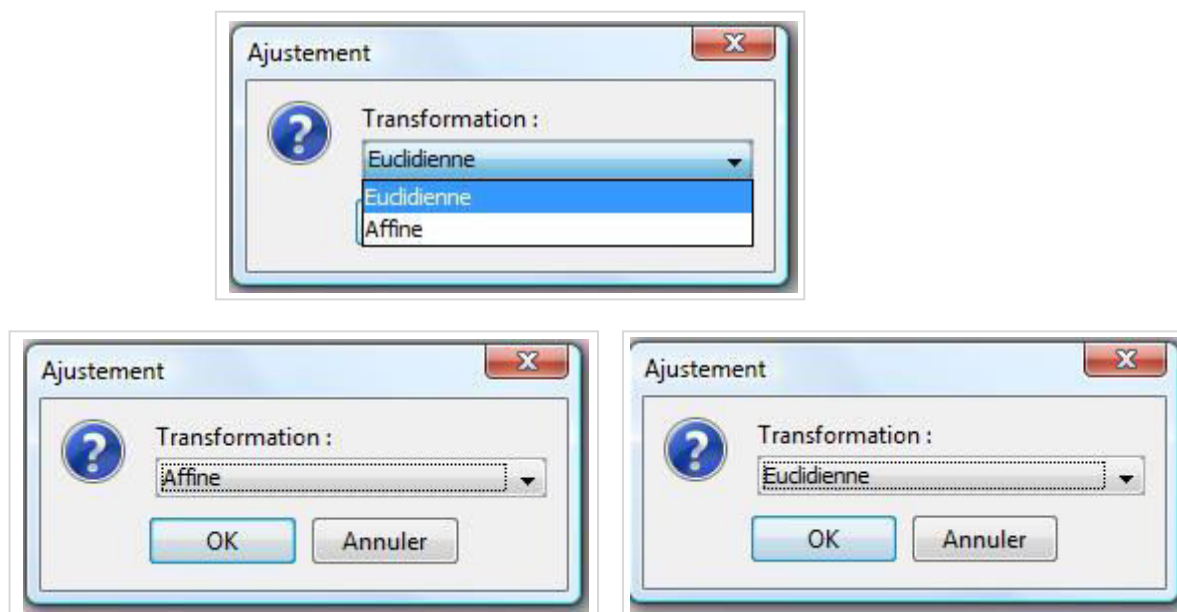 Ajustement
Transformation :
Euclidienne
Euclidienne
Affine
Ajustement
Transformation :
Affine
OK
Annuler
Ajustement
Transformation :
Euclidienne
OK
Annuler